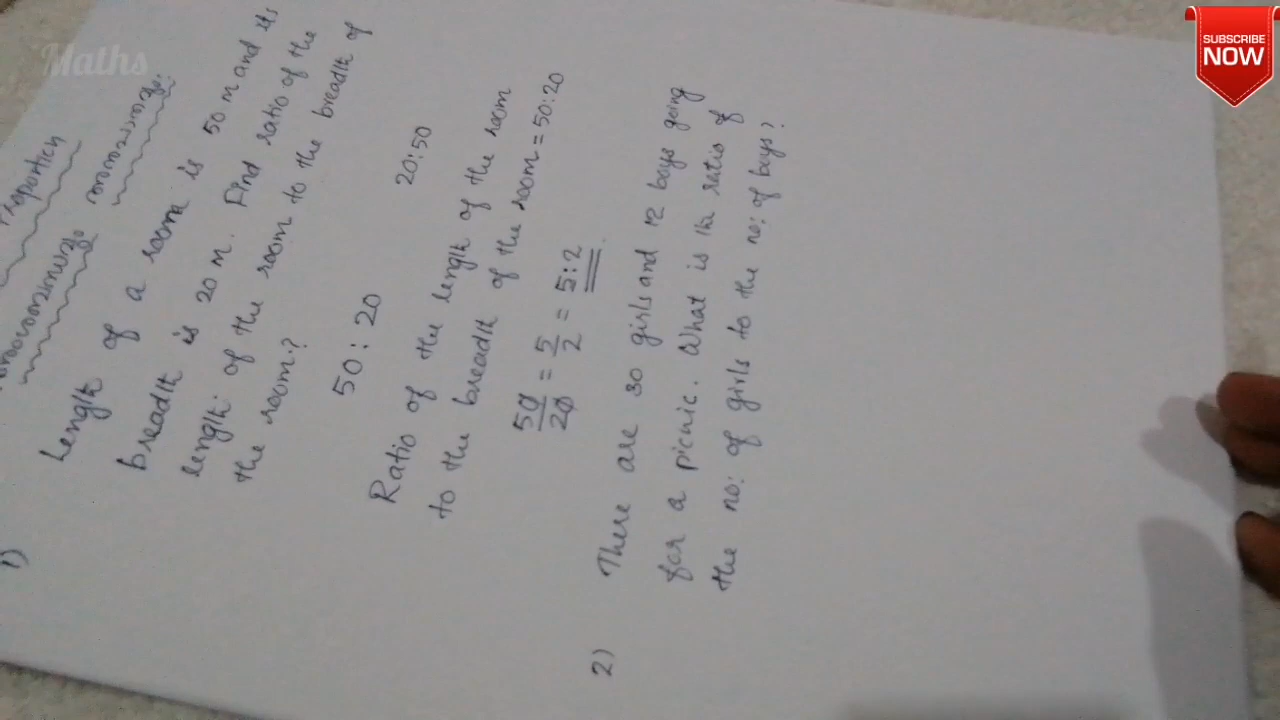 Maths
SUBSCRIBE
NOW
Proportion
1)
Length of a room is 50 m and its
breadth is 20 m. Find ratio of the
length of the room to the breadth of
the room.?
50 : 20
20:50
Ratio of the length of the room
to the breadth of the room = 50:20
50/20 = 5/2 = 5:2
2) There are 30 girls and 12 boys going
for a picnic. What is the ratio of
the no: of girls to the no: of boys?